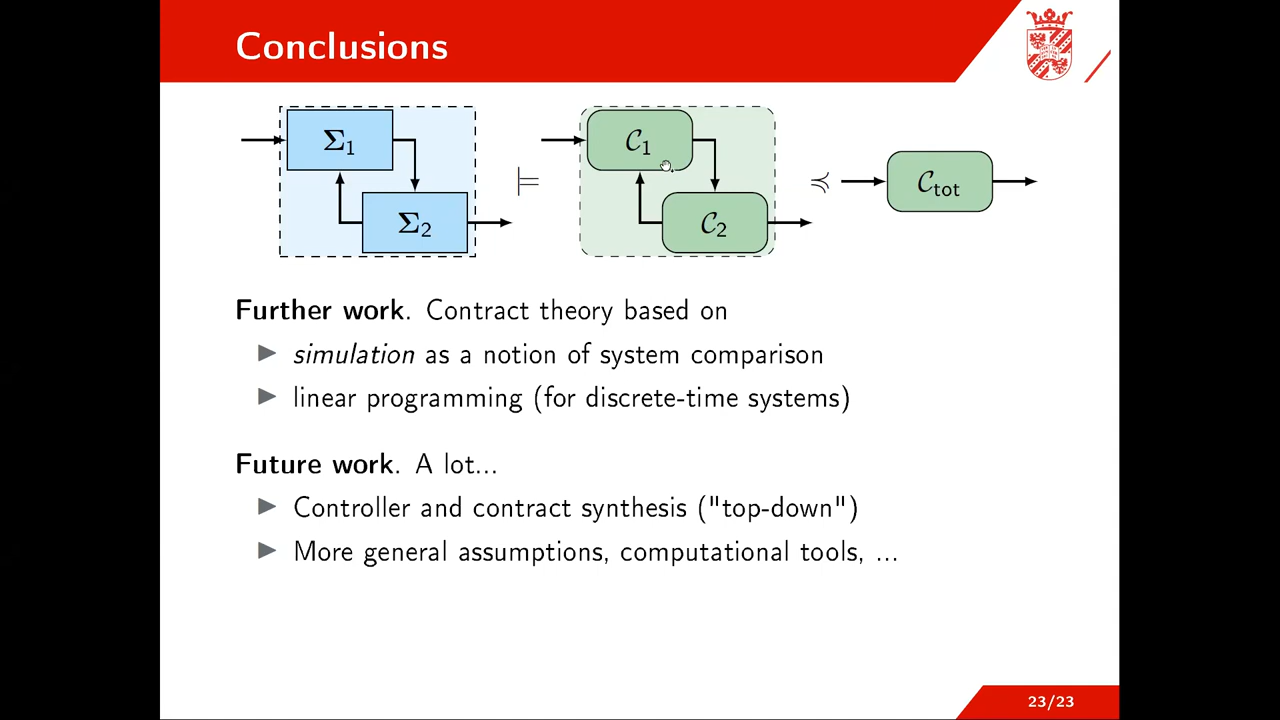 Conclusions
Σ1
Σ2
⊨
𝒞1
𝒞2
≼
𝒞tot
Further work. Contract theory based on
▶ simulation as a notion of system comparison
▶ linear programming (for discrete-time systems)
Future work. A lot...
▶ Controller and contract synthesis ("top-down")
▶ More general assumptions, computational tools, ...
23/23